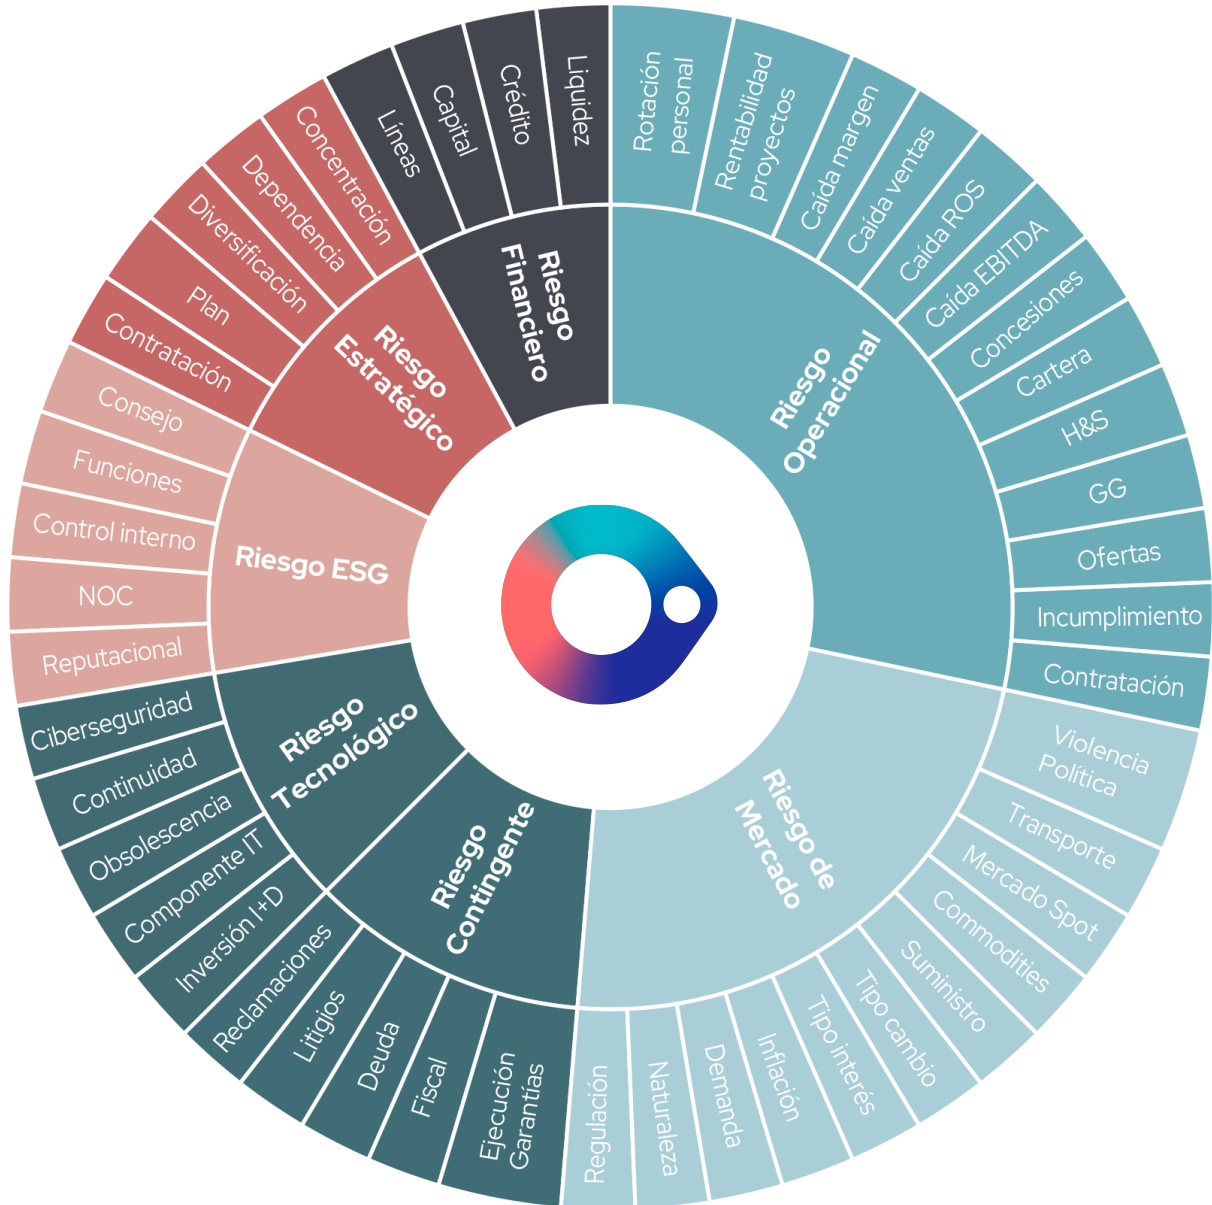 Riesgo
Operacional
Rotación
personal
Rentabilidad
proyectos
Caída margen
Caída ventas
Caída ROS
Caída EBITDA
Concesiones
Cartera
H&S
GG
Ofertas
Incumplimiento
Contratación
Riesgo de
Mercado
Violencia
Política
Transporte
Mercado Spot
Commodities
Suministro
Tipo cambio
Tipo interés
Inflación
Demanda
Naturaleza
Regulación
Riesgo
Contingente
Ejecución
Garantías
Fiscal
Deuda
Litigios
Reclamaciones
Riesgo
Tecnológico
Inversión I+D
Componente IT
Obsolescencia
Continuidad
Ciberseguridad
Riesgo ESG
Reputacional
NOC
Control interno
Funciones
Consejo
Riesgo
Estratégico
Contratación
Plan
Diversificación
Dependencia
Concentración
Riesgo
Financiero
Líneas
Capital
Crédito
Liquidez